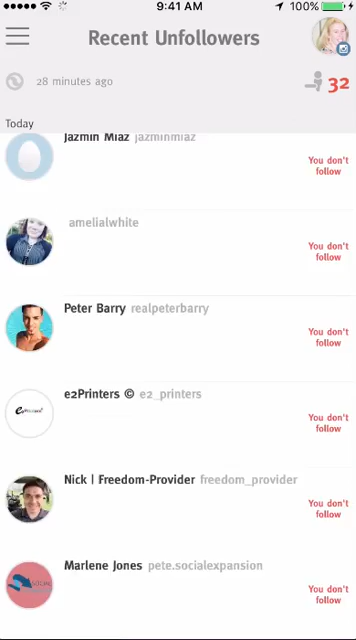 9:41 AM
100%
Recent Unfollowers
28 minutes ago
32
Today
Jazmin Miaz jazminmiaz
You don't
follow
amelialwhite
You don't
follow
Peter Barry realpeterbarry
You don't
follow
e2Printers © e2_printers
You don't
follow
Nick | Freedom-Provider freedom_provider
You don't
follow
Marlene Jones pete.socialexpansion
SOCIAL
You don't
follow